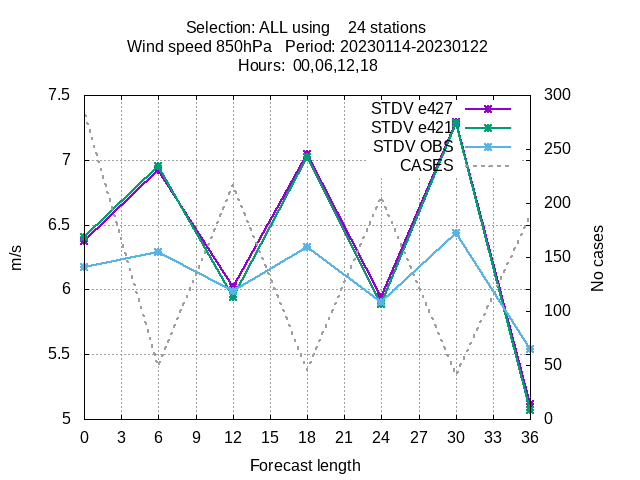 Selection: ALL using    24 stations
Wind speed 850hPa   Period: 20230114-20230122
Hours:  00,06,12,18
7.5
7
6.5
6
5.5
5
m/s
STDV e427
STDV e421
STDV OBS
CASES
300
250
200
150
100
50
0
No cases
0 3 6 9 12 15 18 21 24 27 30 33 36
Forecast length